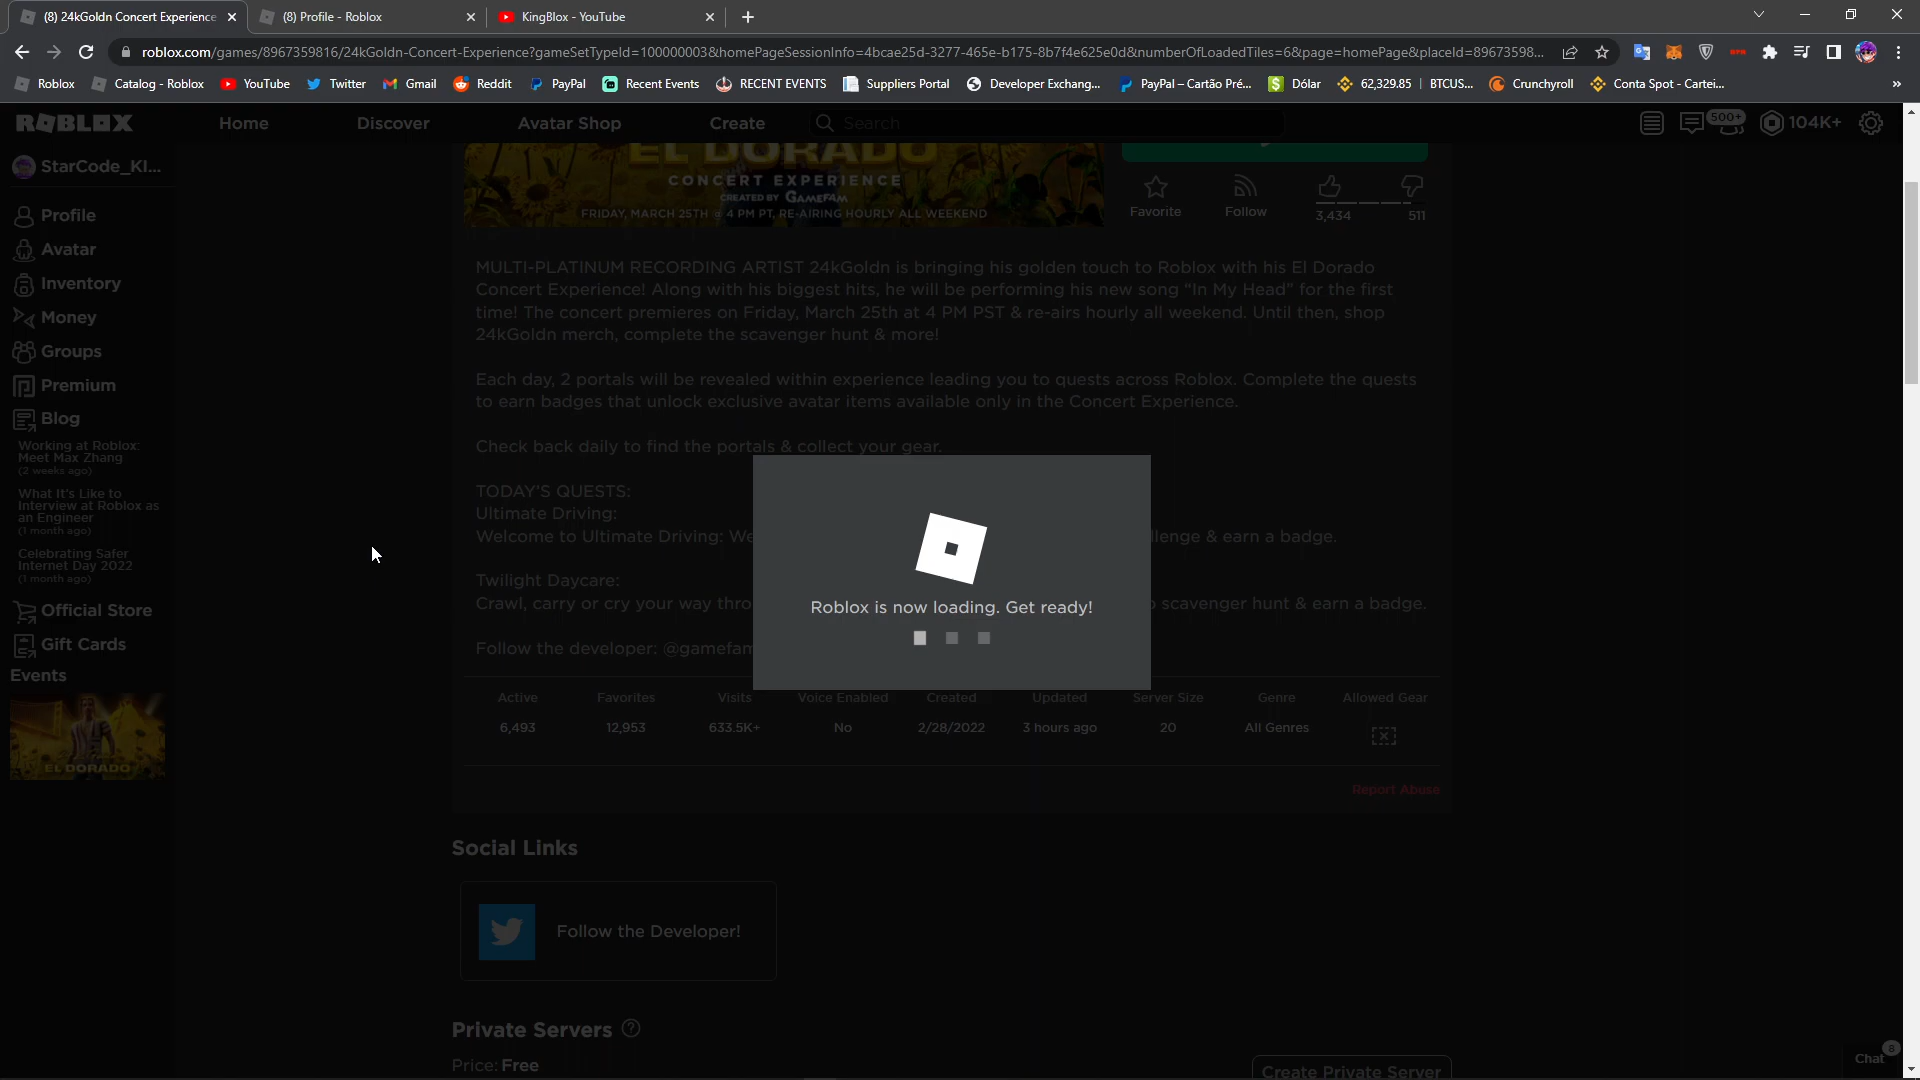 (8) 24kGoldn Concert Experience
(8) Profile - Roblox
KingBlox - YouTube
roblox.com/games/8967359816/24kGoldn-Concert-Experience?gameSetTypeId=100000003&homePageSessionInfo=4bcae25d-3277-465e-b175-8b7f4e625e0d&numberOfLoadedTiles=6&page=homePage&placeId=89673598...
Roblox
Catalog - Roblox
YouTube
Twitter
Gmail
Reddit
PayPal
Recent Events
RECENT EVENTS
Suppliers Portal
Developer Exchang...
PayPal – Cartão Pré...
Dólar
62,329.85 | BTCUS...
Crunchyroll
Conta Spot - Cartei...
»
ROBLOX
Home
Discover
Avatar Shop
Create
Search
500+
104K+
StarCode_KI...
Profile
Avatar
Inventory
Money
Groups
Premium
Blog
Working at Roblox:
Meet Max Zhang
(2 weeks ago)
What It's Like to
Interview at Roblox as
an Engineer
(1 month ago)
Celebrating Safer
Internet Day 2022
(1 month ago)
Official Store
Gift Cards
Events
EL DORADO
EL DORADO
CONCERT EXPERIENCE
CREATED BY GAMEFAM
FRIDAY, MARCH 25TH @ 4 PM PT, RE-AIRING HOURLY ALL WEEKEND
Favorite
Follow
3,434
511
MULTI-PLATINUM RECORDING ARTIST 24kGoldn is bringing his golden touch to Roblox with his El Dorado
Concert Experience! Along with his biggest hits, he will be performing his new song “In My Head” for the first
time! The concert premieres on Friday, March 25th at 4 PM PST & re-airs hourly all weekend. Until then, shop
24kGoldn merch, complete the scavenger hunt & more!
Each day, 2 portals will be revealed within experience leading you to quests across Roblox. Complete the quests
to earn badges that unlock exclusive avatar items available only in the Concert Experience.
Check back daily to find the portals & collect your gear.
TODAY'S QUESTS:
Ultimate Driving:
Welcome to Ultimate Driving: We lenge & earn a badge.
Twilight Daycare:
Crawl, carry or cry your way thro scavenger hunt & earn a badge.
Follow the developer: @gamefam
Roblox is now loading. Get ready!
Active
Favorites
Visits
Voice Enabled
Created
Updated
Server Size
Genre
Allowed Gear
6,493
12,953
633.5K+
No
2/28/2022
3 hours ago
20
All Genres
Report Abuse
Social Links
Follow the Developer!
Private Servers
Price: Free
Create Private Server
Chat
8